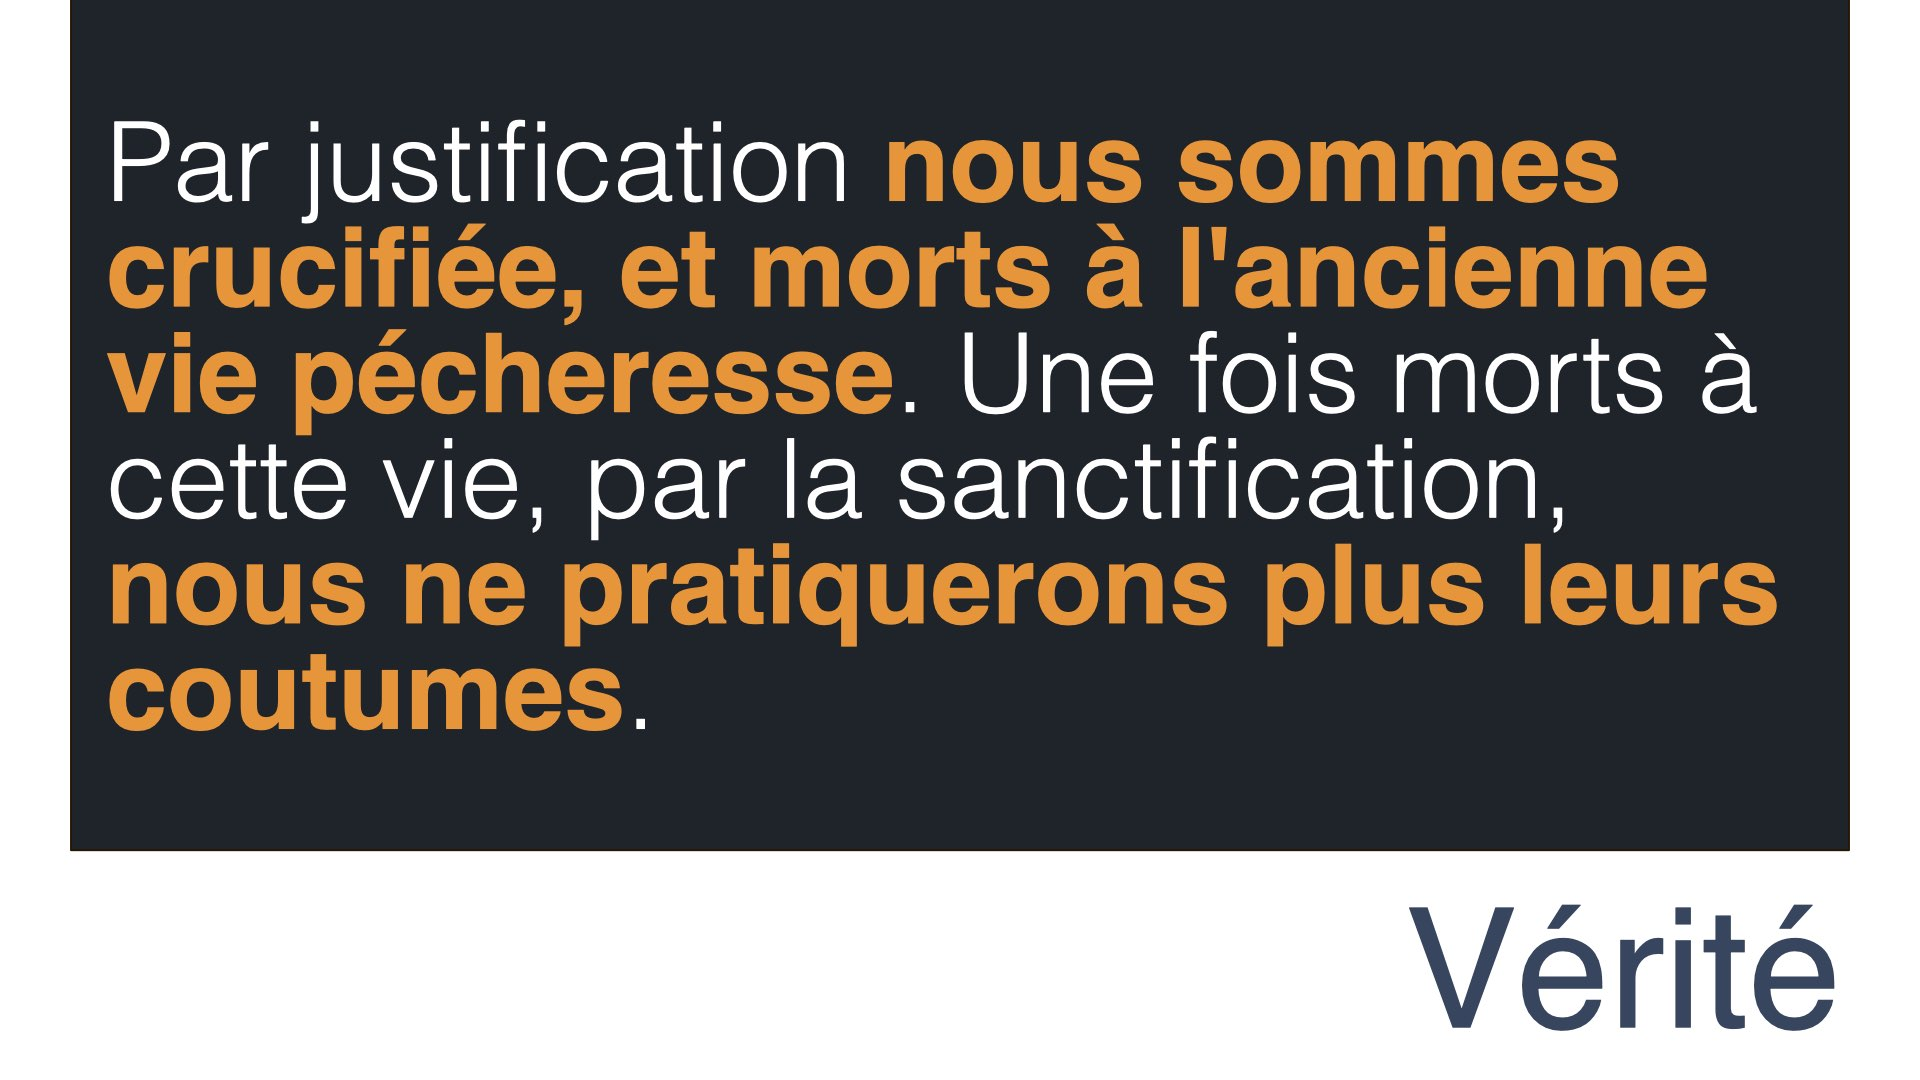 Par justification nous sommes
crucifiée, et morts à l'ancienne
vie pécheresse. Une fois morts à
cette vie, par la sanctification,
nous ne pratiquerons plus leurs
coutumes.
Vérité